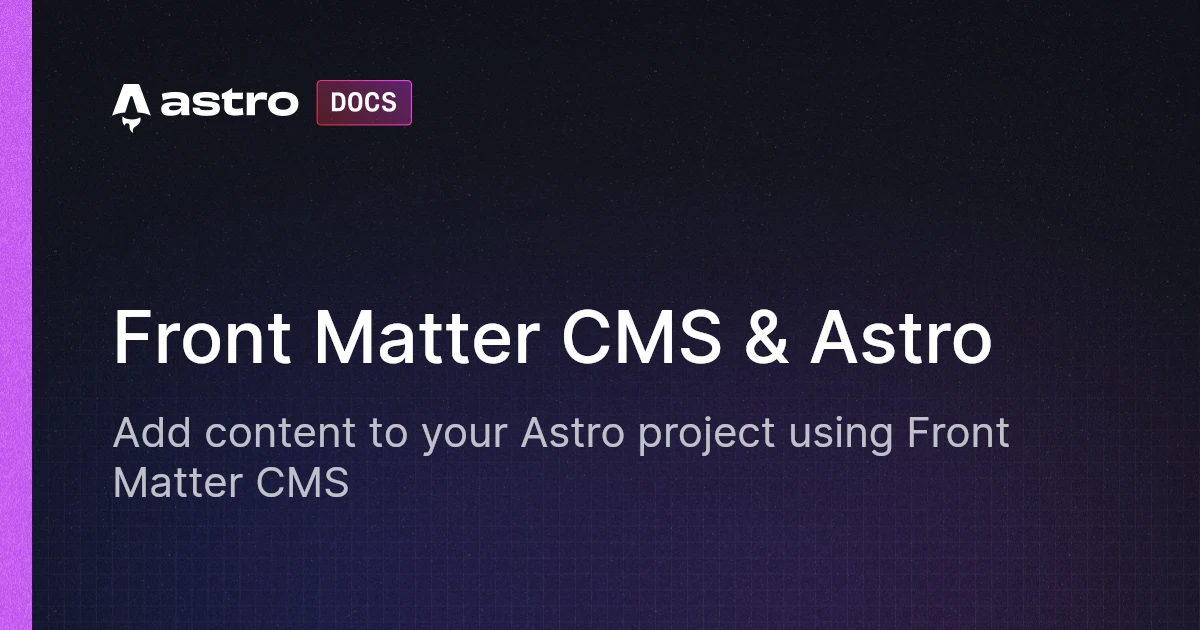 astro DOCS
Front Matter CMS & Astro
Add content to your Astro project using Front
Matter CMS